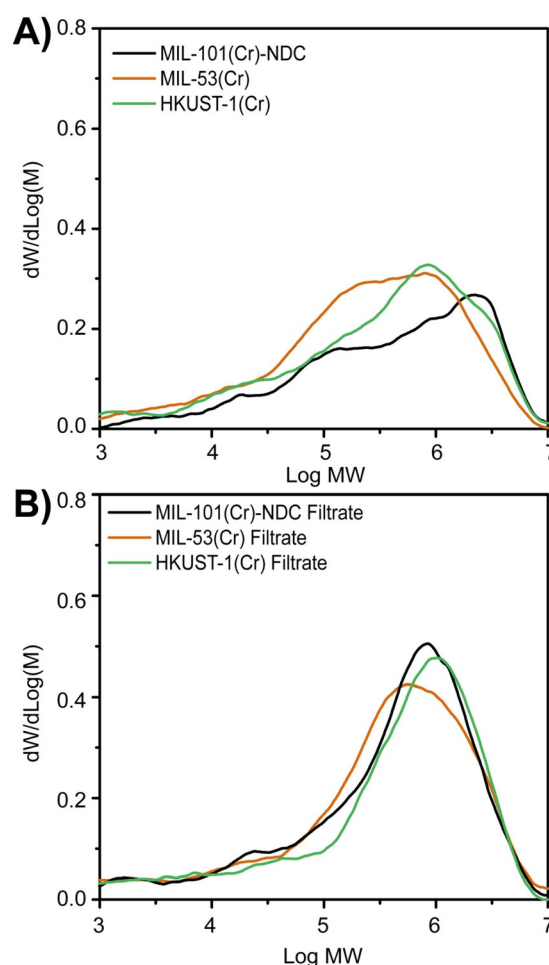 A)
0.8
MIL-101(Cr)-NDC
MIL-53(Cr)
HKUST-1(Cr)
0.6
dW/dLog(M)
0.4
0.2
0.0
3 4 5 6 7
Log MW
B)
0.8
MIL-101(Cr)-NDC Filtrate
MIL-53(Cr) Filtrate
HKUST-1(Cr) Filtrate
0.6
dW/dLog(M)
0.4
0.2
0.0
3 4 5 6 7
Log MW